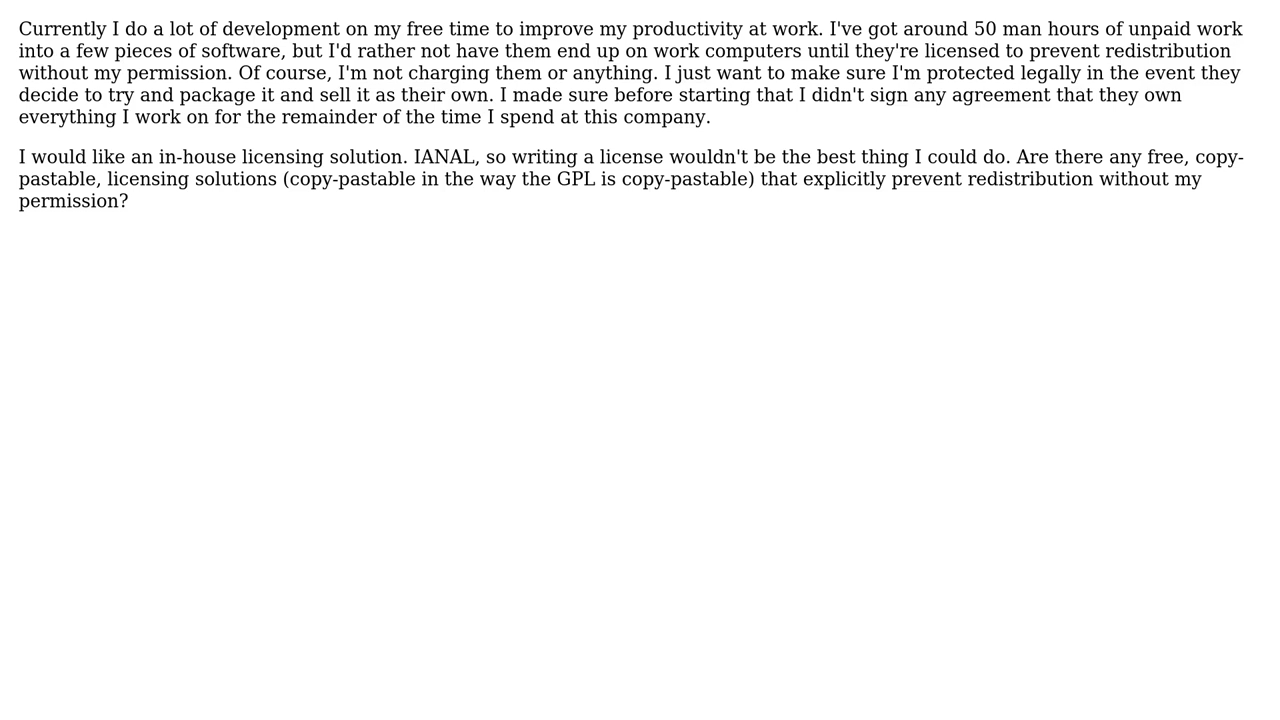 Currently I do a lot of development on my free time to improve my productivity at work. I've got around 50 man hours of unpaid work
into a few pieces of software, but I'd rather not have them end up on work computers until they're licensed to prevent redistribution
without my permission. Of course, I'm not charging them or anything. I just want to make sure I'm protected legally in the event they
decide to try and package it and sell it as their own. I made sure before starting that I didn't sign any agreement that they own
everything I work on for the remainder of the time I spend at this company.
I would like an in-house licensing solution. IANAL, so writing a license wouldn't be the best thing I could do. Are there any free, copy-
pastable, licensing solutions (copy-pastable in the way the GPL is copy-pastable) that explicitly prevent redistribution without my
permission?